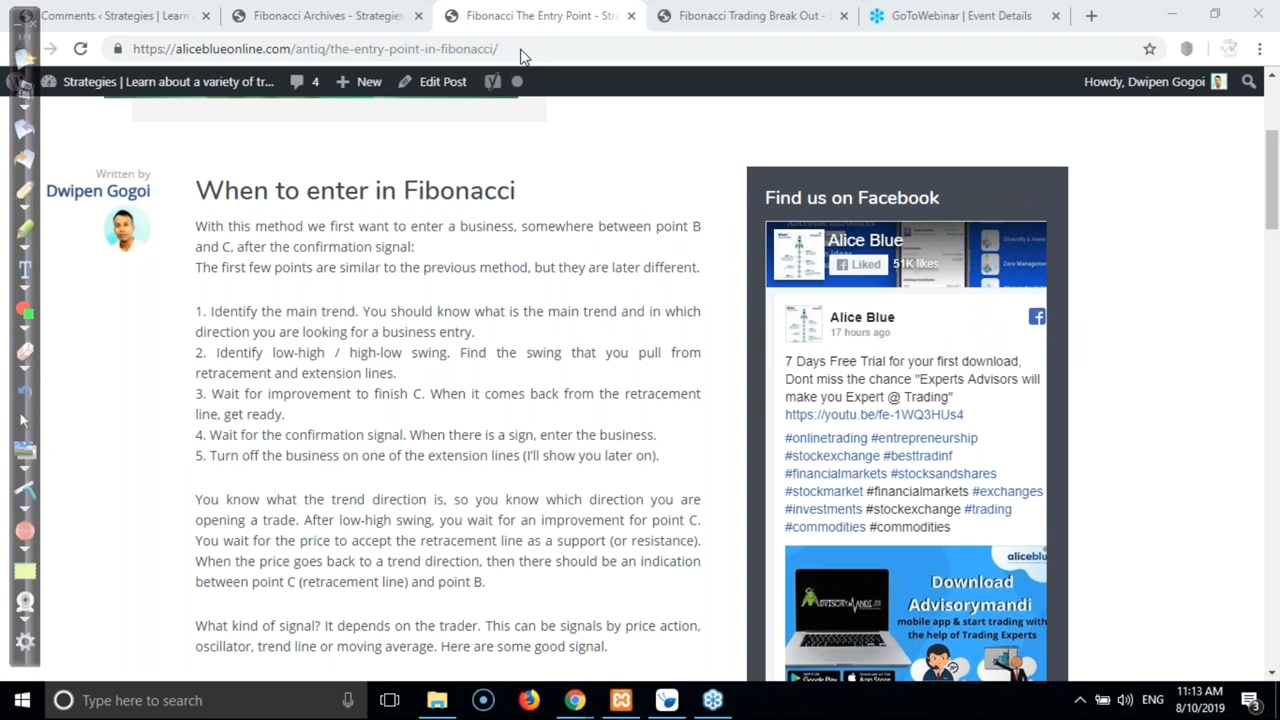 Comments ‹ Strategies | Learn
Fibonacci Archives - Strategies
Fibonacci The Entry Point - Stra
Fibonacci Trading Break Out -
GoToWebinar | Event Details
1/1
https://aliceblueonline.com/antiq/the-entry-point-in-fibonacci/
Strategies | Learn about a variety of tr...
4
New
Edit Post
Howdy, Dwipen Gogoi
Written by
Dwipen Gogoi
When to enter in Fibonacci
With this method we first want to enter a business, somewhere between point B
and C, after the confirmation signal:
The first few points are similar to the previous method, but they are later different.
1. Identify the main trend. You should know what is the main trend and in which
direction you are looking for a business entry.
2. Identify low-high / high-low swing. Find the swing that you pull from
retracement and extension lines.
3. Wait for improvement to finish C. When it comes back from the retracement
line, get ready.
4. Wait for the confirmation signal. When there is a sign, enter the business.
5. Turn off the business on one of the extension lines (I'll show you later on).
You know what the trend direction is, so you know which direction you are
opening a trade. After low-high swing, you wait for an improvement for point C.
You wait for the price to accept the retracement line as a support (or resistance).
When the price goes back to a trend direction, then there should be an indication
between point C (retracement line) and point B.
What kind of signal? It depends on the trader. This can be signals by price action,
oscillator, trend line or moving average. Here are some good signal.
Find us on Facebook
Alice Blue
Liked
51K likes
Alice Blue
17 hours ago
7 Days Free Trial for your first download,
Dont miss the chance "Experts Advisors will
make you Expert @ Trading"
https://youtu.be/fe-1WQ3HUs4
#onlinetrading #entrepreneurship
#stockexchange #besttradinf
#financialmarkets #stocksandshares
#stockmarket #financialmarkets #exchanges
#investments #stockexchange #trading
#commodities #commodities
aliceblu
Download
Advisorymandi
mobile app & start trading with
the help of Trading Experts
Type here to search
ENG
11:13 AM
8/10/2019
3